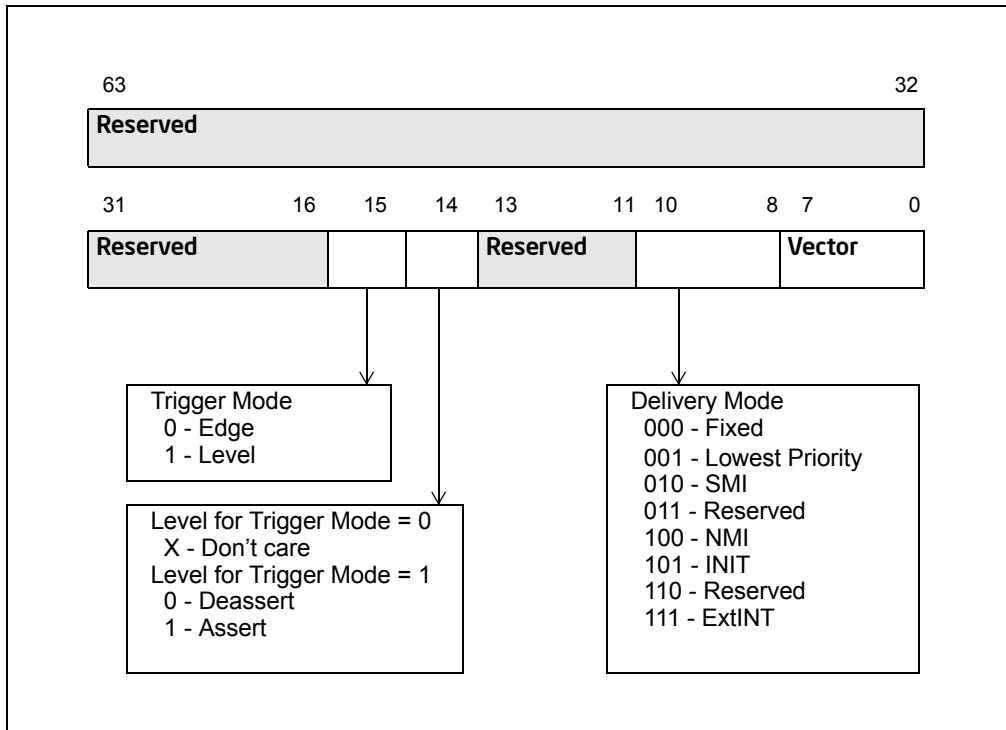 63 32
Reserved
31 16 15 14 13 11 10 8 7 0
Reserved Reserved Vector
Trigger Mode
0 - Edge
1 - Level
Level for Trigger Mode = 0
X - Don't care
Level for Trigger Mode = 1
0 - Deassert
1 - Assert
Delivery Mode
000 - Fixed
001 - Lowest Priority
010 - SMI
011 - Reserved
100 - NMI
101 - INIT
110 - Reserved
111 - ExtINT